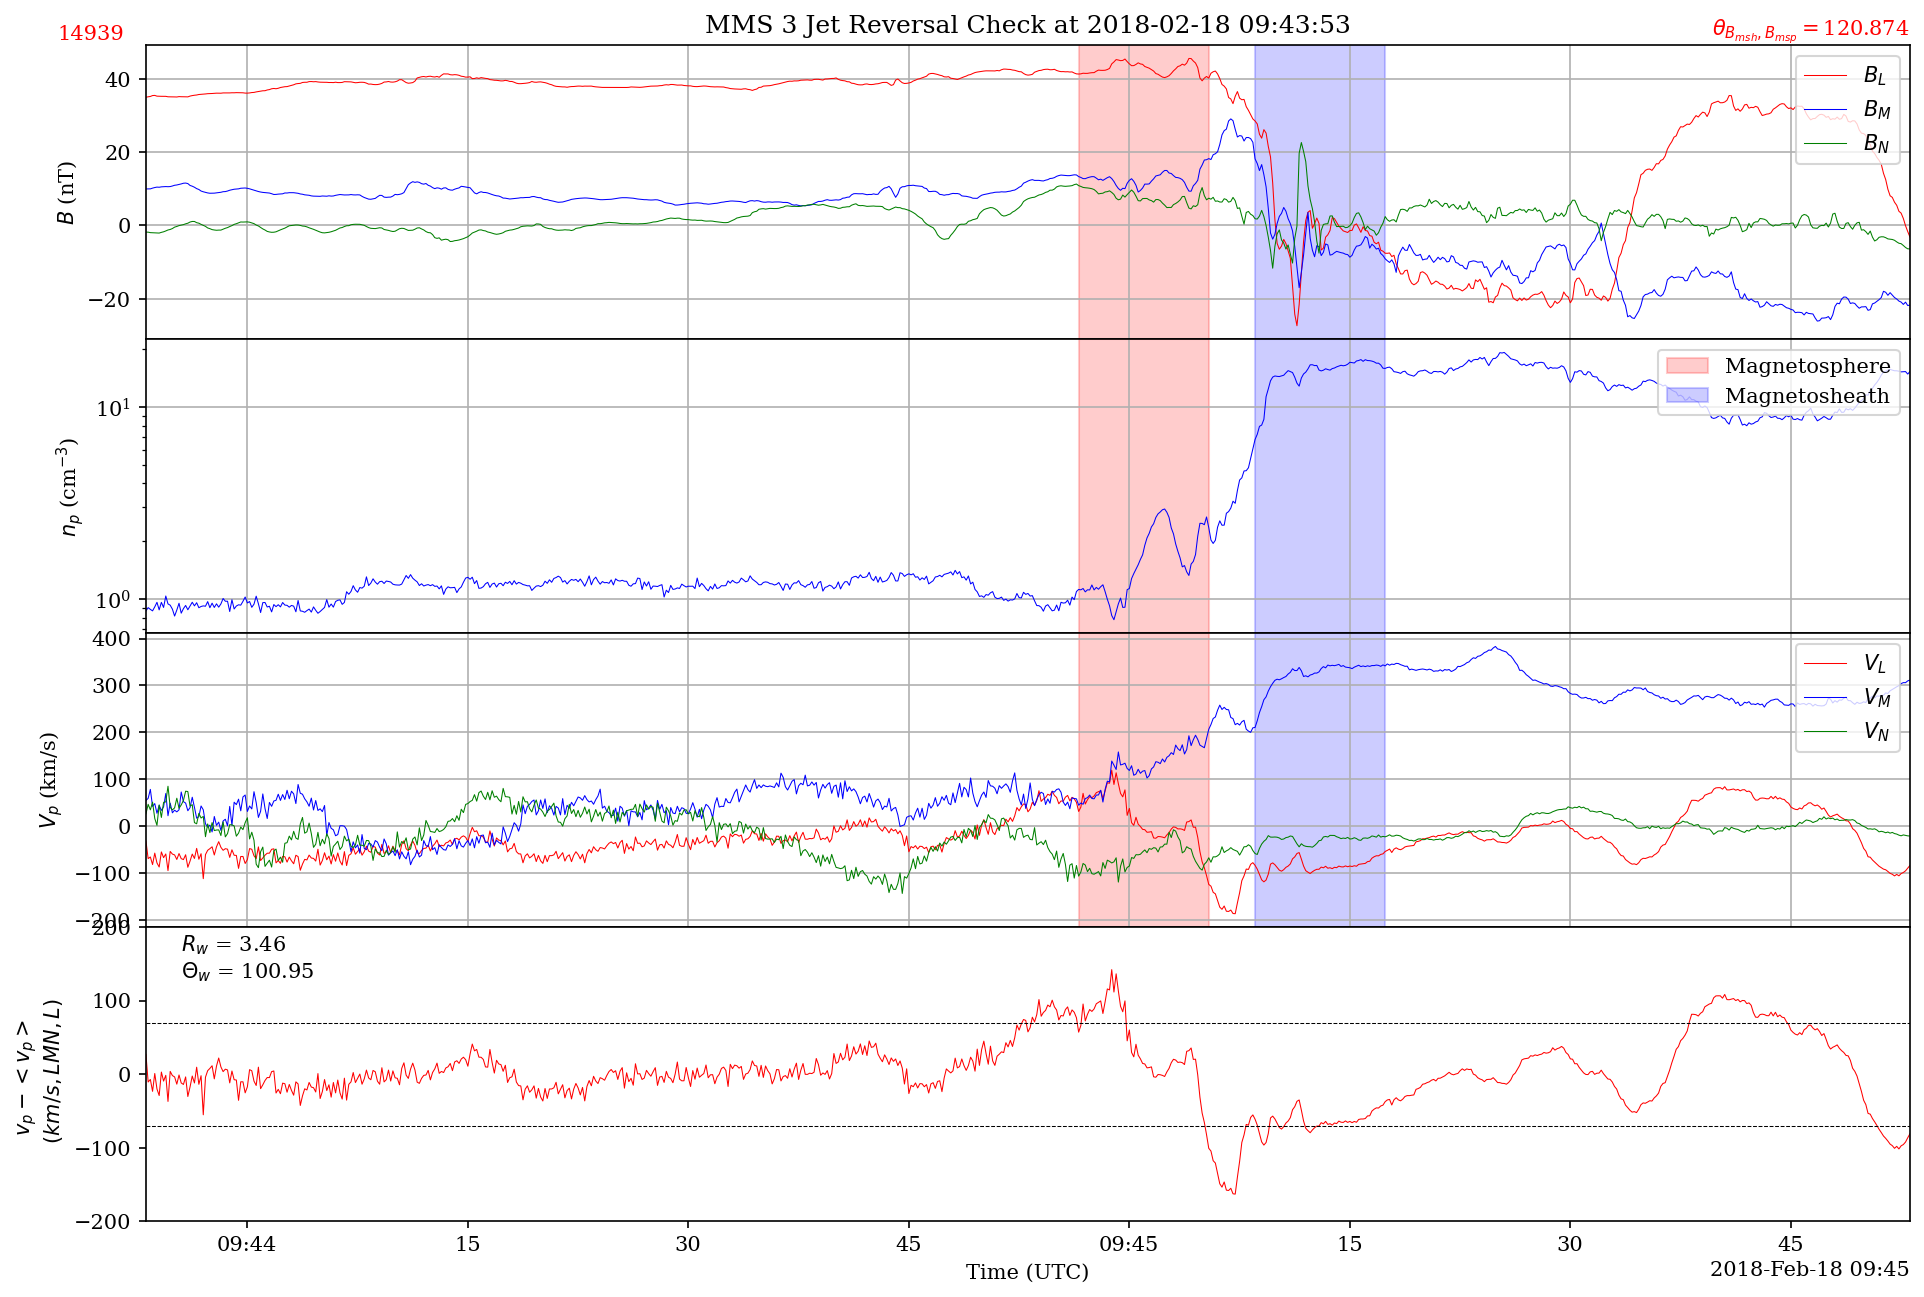 MMS 3 Jet Reversal Check at 2018-02-18 09:43:53
14939
θ_{B_{msh}, B_{msp}} = 120.874
40
20
0
−20
B (nT)
B_L
B_M
B_N
10^1
10^0
n_p (cm^{−3})
Magnetosphere
Magnetosheath
400
300
200
100
0
−100
−200
V_p (km/s)
V_L
V_M
V_N
200
100
0
−100
−200
v_p − < v_p >
(km/s, LMN, L)
R_w = 3.46
Θ_w = 100.95
09:44
15
30
45
09:45
15
30
45
Time (UTC)
2018-Feb-18 09:45